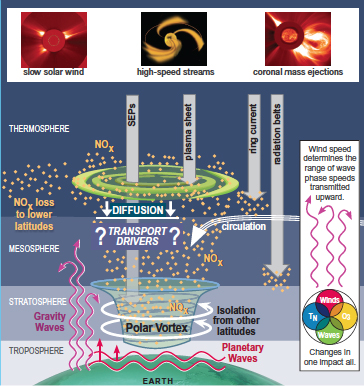 slow solar wind
high-speed streams
coronal mass ejections
SEPs
plasma sheet
ring current
radiation belts
THERMOSPHERE
NOx
NOx loss
to lower
latitudes
DIFFUSION
? TRANSPORT ?
DRIVERS
circulation
MESOSPHERE
NOx
STRATOSPHERE
Gravity
Waves
NOx
Polar Vortex
Isolation
from other
latitudes
TROPOSPHERE
Planetary
Waves
EARTH
Wind speed
determines the
range of wave
phase speeds
transmitted
upward.
Winds
TN
O3
Waves
Changes in
one impact all.